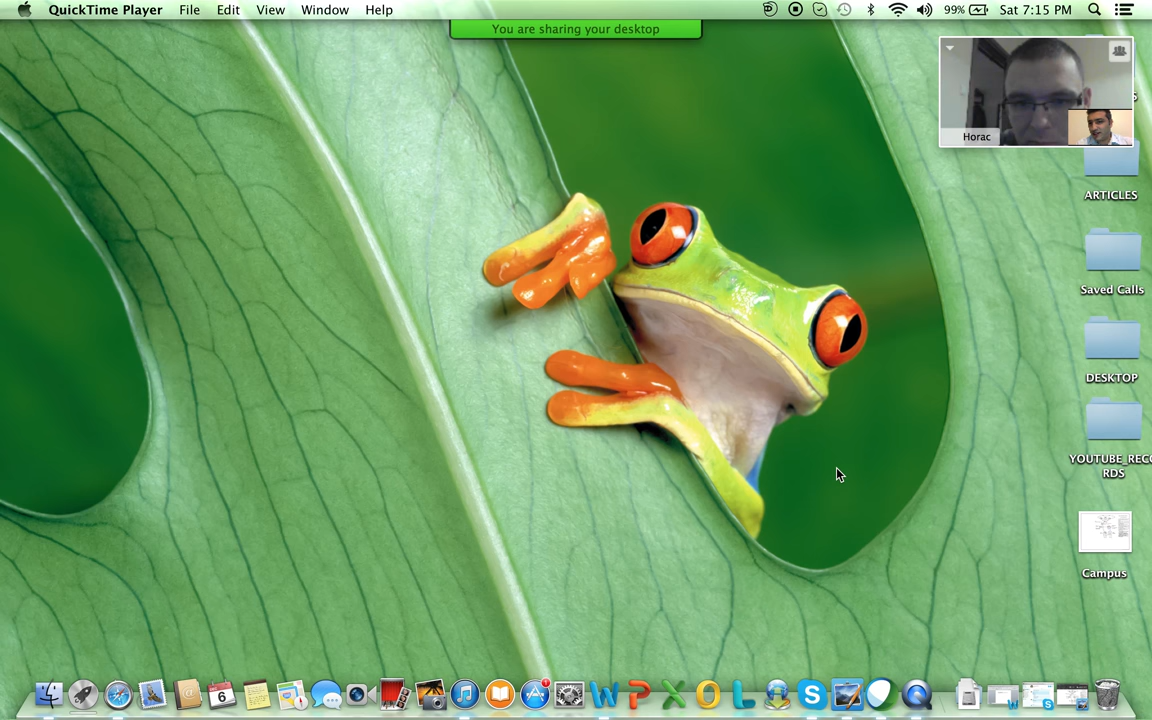 QuickTime Player File Edit View Window Help 99% Sat 7:15 PM
You are sharing your desktop
Horac
ARTICLES
Saved Calls
DESKTOP
YOUTUBE_RECO
RDS
Campus
6
W P X O L S